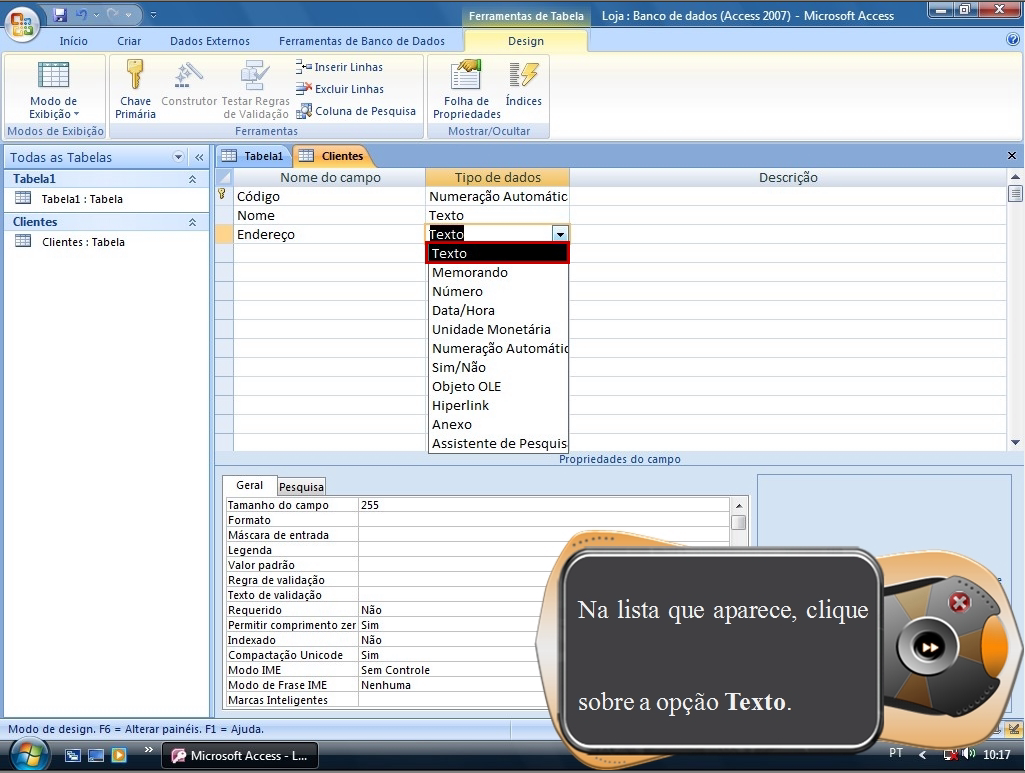 Ferramentas de Tabela
Loja : Banco de dados (Access 2007) - Microsoft Access
Início
Criar
Dados Externos
Ferramentas de Banco de Dados
Design
Modo de
Exibição
Modos de Exibição
Chave
Primária
Construtor
Testar Regras
de Validação
Inserir Linhas
Excluir Linhas
Coluna de Pesquisa
Ferramentas
Folha de
Propriedades
Índices
Mostrar/Ocultar
Todas as Tabelas
«
Tabela1
Tabela1 : Tabela
Clientes
Clientes : Tabela
Tabela1
Clientes
Nome do campo
Tipo de dados
Descrição
Código
Numeração Automátic
Nome
Texto
Endereço
Texto
Texto
Memorando
Número
Data/Hora
Unidade Monetária
Numeração Automátic
Sim/Não
Objeto OLE
Hiperlink
Anexo
Assistente de Pesquis
Propriedades do campo
Geral
Pesquisa
Tamanho do campo 255
Formato
Máscara de entrada
Legenda
Valor padrão
Regra de validação
Texto de validação
Requerido Não
Permitir comprimento zer Sim
Indexado Não
Compactação Unicode Sim
Modo IME Sem Controle
Modo de Frase IME Nenhuma
Marcas Inteligentes
Na lista que aparece, clique
sobre a opção Texto.
Modo de design. F6 = Alterar painéis. F1 = Ajuda.
Microsoft Access - L...
PT
10:17